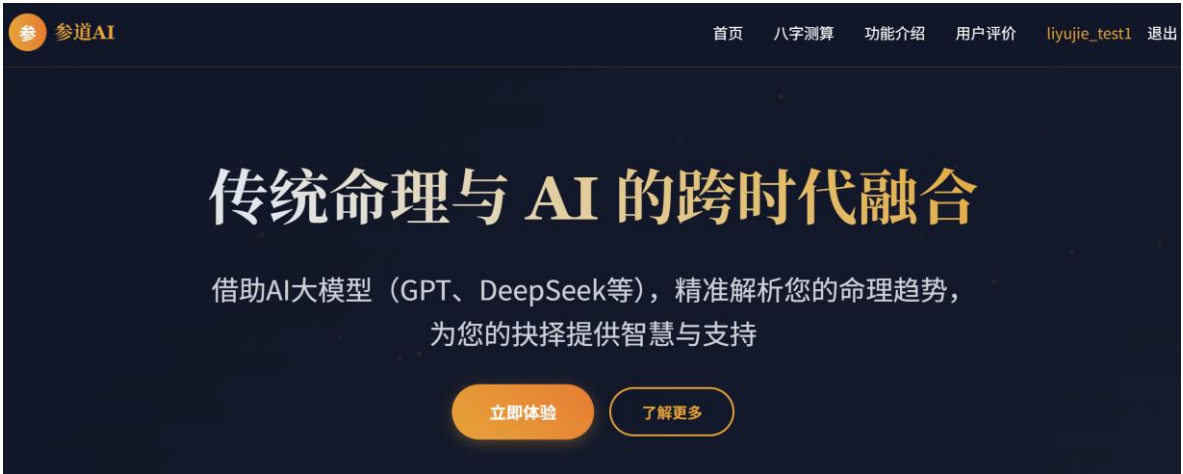 参 参道AI
首页 八字测算 功能介绍 用户评价 liyujie_test1 退出
传统命理与 AI 的跨时代融合
借助AI大模型（GPT、DeepSeek等），精准解析您的命理趋势，
为您的抉择提供智慧与支持
立即体验 了解更多